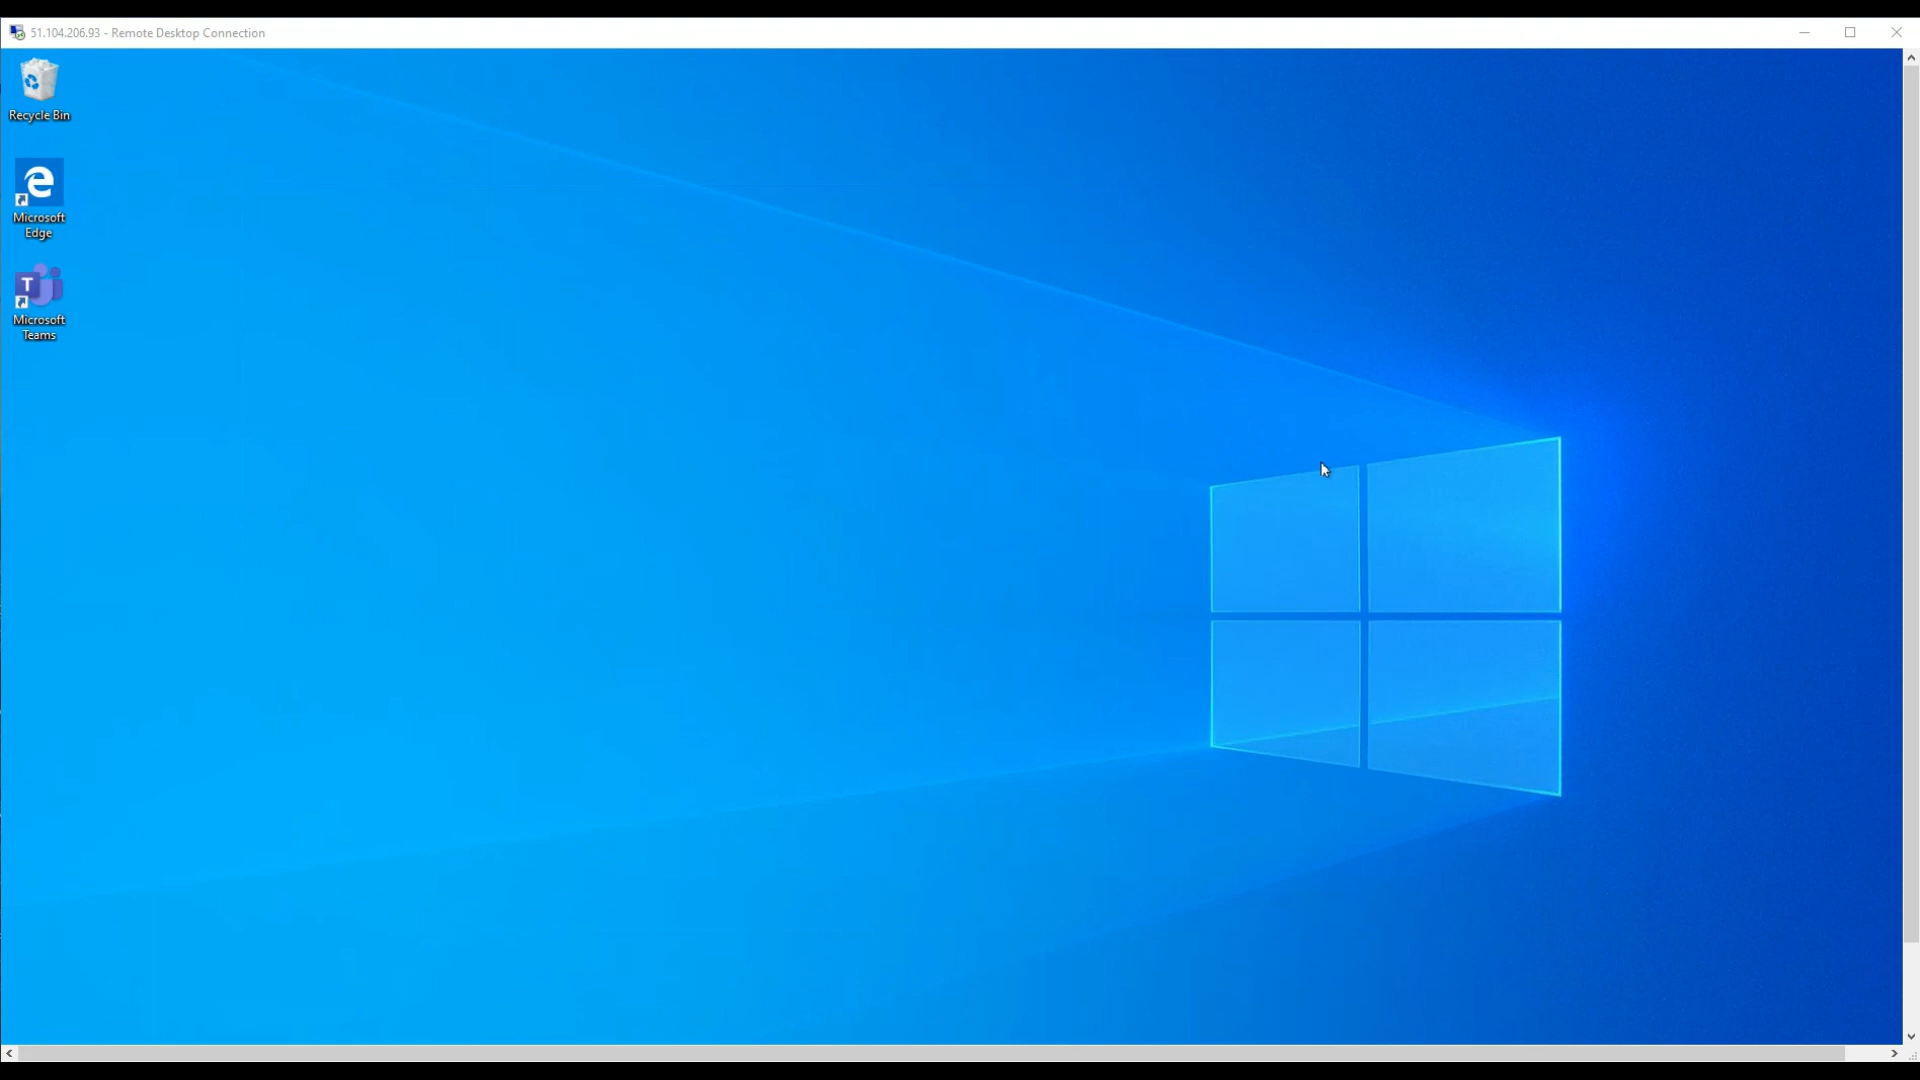 51.104.206.93 - Remote Desktop Connection
Recycle Bin
Microsoft
Edge
T
Microsoft
Teams